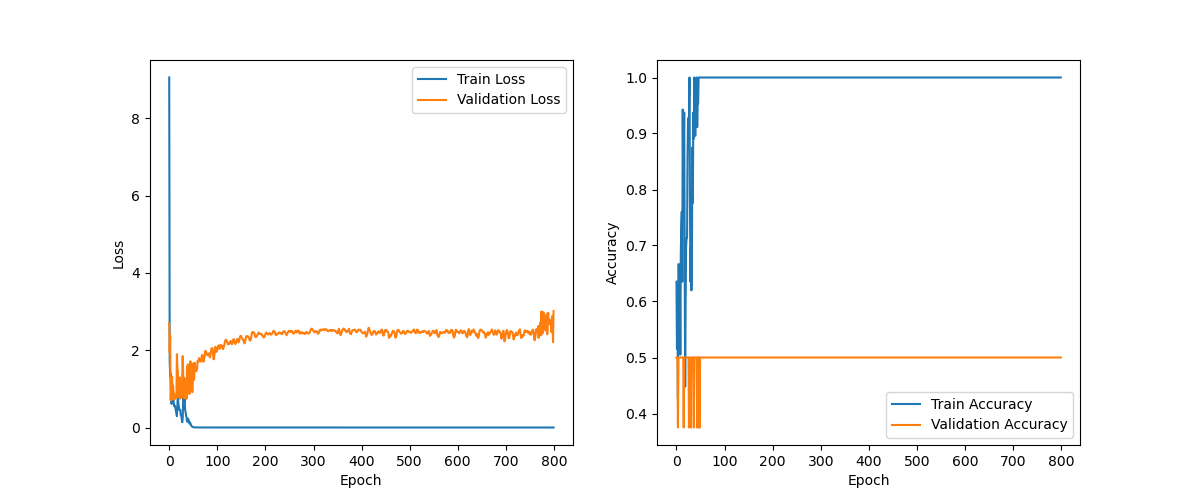 Train Loss
Validation Loss
8
6
4
2
0
Loss
0 100 200 300 400 500 600 700 800
Epoch
1.0
0.9
0.8
0.7
0.6
0.5
0.4
Accuracy
Train Accuracy
Validation Accuracy
0 100 200 300 400 500 600 700 800
Epoch